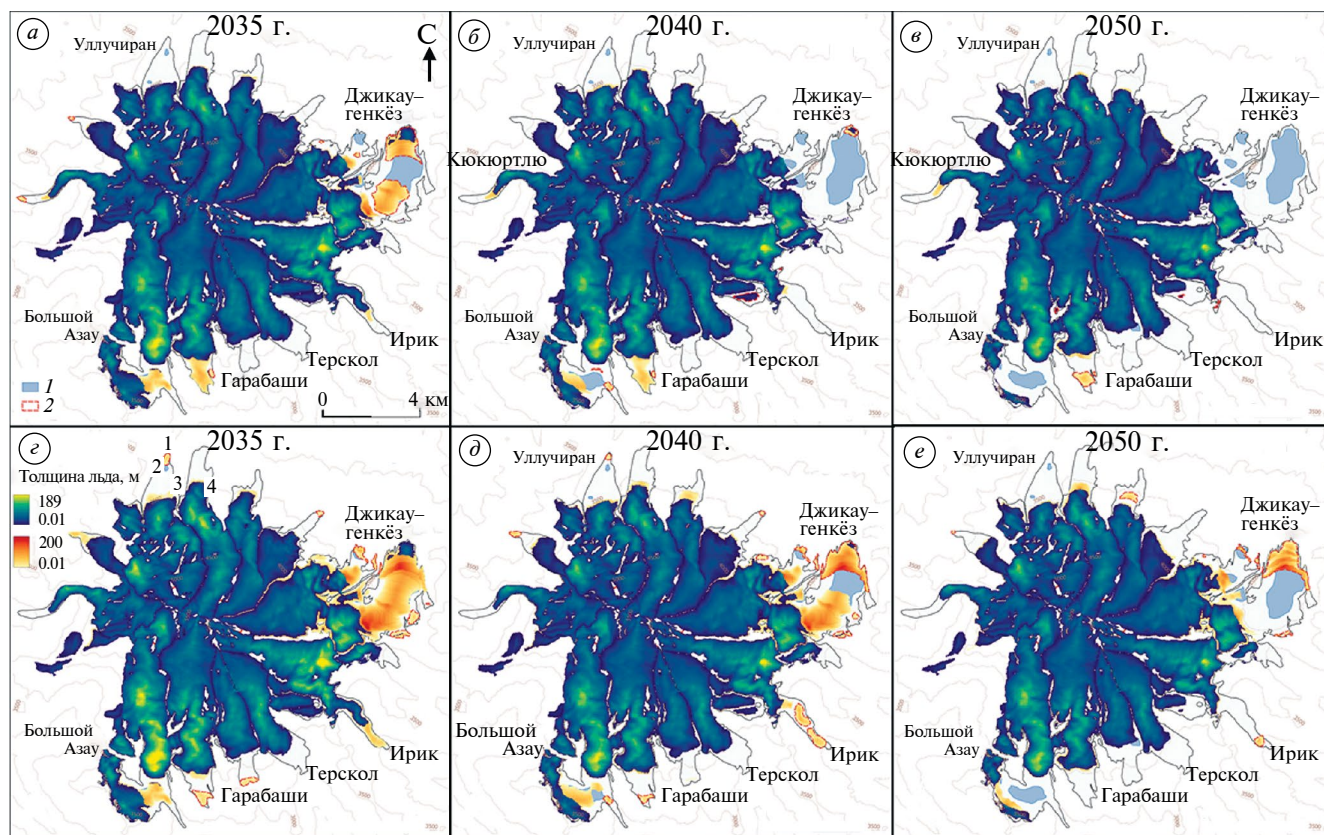 а
2035 г.
Уллучиран
С
Джикау–
генкёз
Большой
Азау
Ирик
Терскол
Гарабаши
1
2
0 4 км
б
2040 г.
Кюкюртлю
Джикау–
генкёз
Большой
Азау
Ирик
Терскол
Гарабаши
в
2050 г.
Уллучиран
Джикау–
генкёз
Кюкюртлю
Большой
Азау
Ирик
Терскол
Гарабаши
г
2035 г.
1
2
3
4
Толщина льда, м
189
0.01
200
0.01
Джикау–
генкёз
Большой
Азау
Ирик
Терскол
Гарабаши
д
2040 г.
Уллучиран
Джикау–
генкёз
Большой
Азау
Ирик
Терскол
Гарабаши
е
2050 г.
Уллучиран
Джикау–
генкёз
Большой
Азау
Ирик
Терскол
Гарабаши
3500
3500
3500